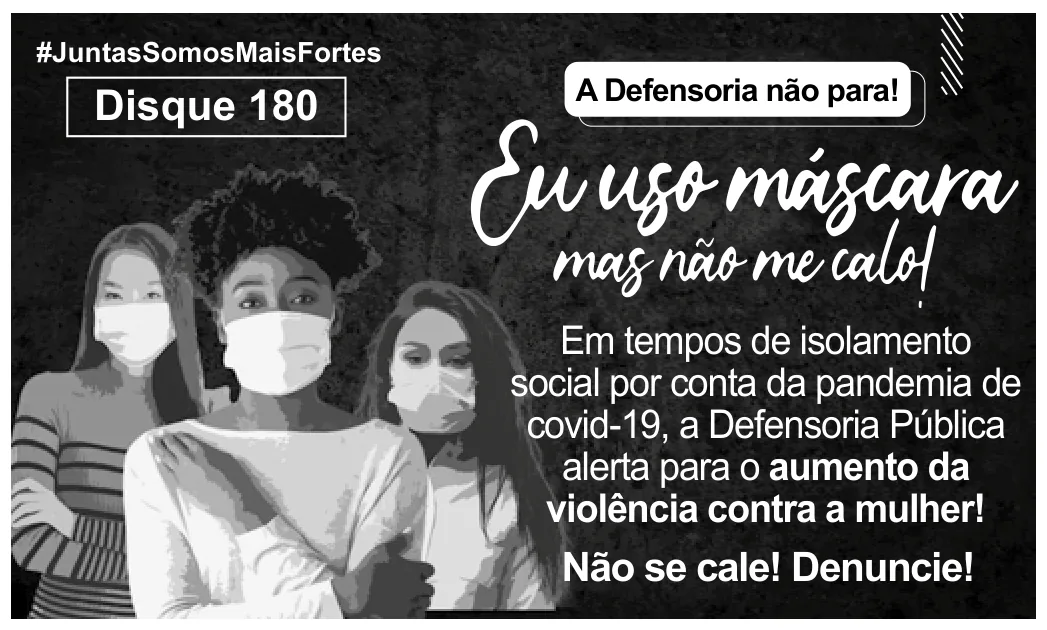 #JuntasSomosMaisFortes
Disque 180
A Defensoria não para!
Eu uso máscara
mas não me calo!
Em tempos de isolamento
social por conta da pandemia de
covid-19, a Defensoria Pública
alerta para o aumento da
violência contra a mulher!
Não se cale! Denuncie!